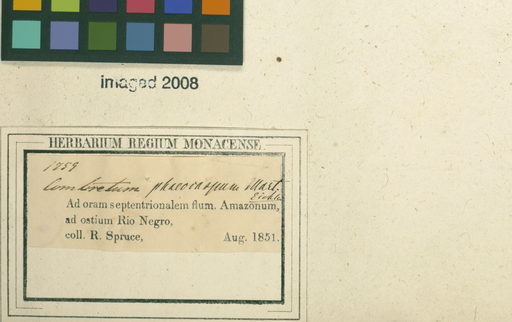 imaged 2008
HERBARIUM REGIUM MONACENSE
1759
Combretum phaeocarpum Mart.
Eichl.
Ad oram septentrionalem flum. Amazonum,
ad ostium Rio Negro,
coll. R. Spruce, Aug. 1851.